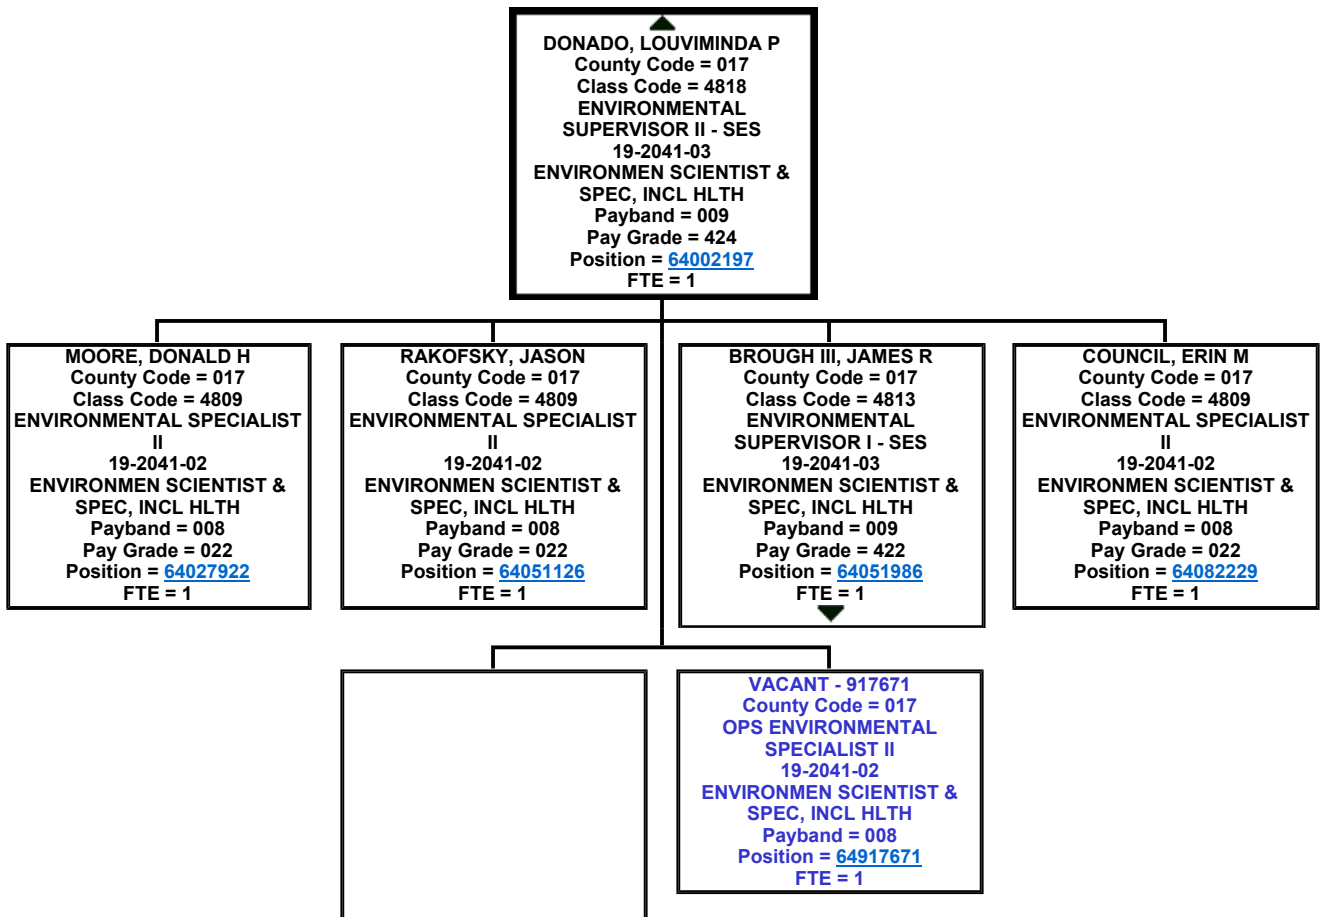 DONADO, LOUVIMINDA P
County Code = 017
Class Code = 4818
ENVIRONMENTAL
SUPERVISOR II - SES
19-2041-03
ENVIRONMEN SCIENTIST &
SPEC, INCL HLTH
Payband = 009
Pay Grade = 424
Position = 64002197
FTE = 1
MOORE, DONALD H
County Code = 017
Class Code = 4809
ENVIRONMENTAL SPECIALIST
II
19-2041-02
ENVIRONMEN SCIENTIST &
SPEC, INCL HLTH
Payband = 008
Pay Grade = 022
Position = 64027922
FTE = 1
RAKOFSKY, JASON
County Code = 017
Class Code = 4809
ENVIRONMENTAL SPECIALIST
II
19-2041-02
ENVIRONMEN SCIENTIST &
SPEC, INCL HLTH
Payband = 008
Pay Grade = 022
Position = 64051126
FTE = 1
BROUGH III, JAMES R
County Code = 017
Class Code = 4813
ENVIRONMENTAL
SUPERVISOR I - SES
19-2041-03
ENVIRONMEN SCIENTIST &
SPEC, INCL HLTH
Payband = 009
Pay Grade = 422
Position = 64051986
FTE = 1
COUNCIL, ERIN M
County Code = 017
Class Code = 4809
ENVIRONMENTAL SPECIALIST
II
19-2041-02
ENVIRONMEN SCIENTIST &
SPEC, INCL HLTH
Payband = 008
Pay Grade = 022
Position = 64082229
FTE = 1
VACANT - 917671
County Code = 017
OPS ENVIRONMENTAL
SPECIALIST II
19-2041-02
ENVIRONMEN SCIENTIST &
SPEC, INCL HLTH
Payband = 008
Position = 64917671
FTE = 1